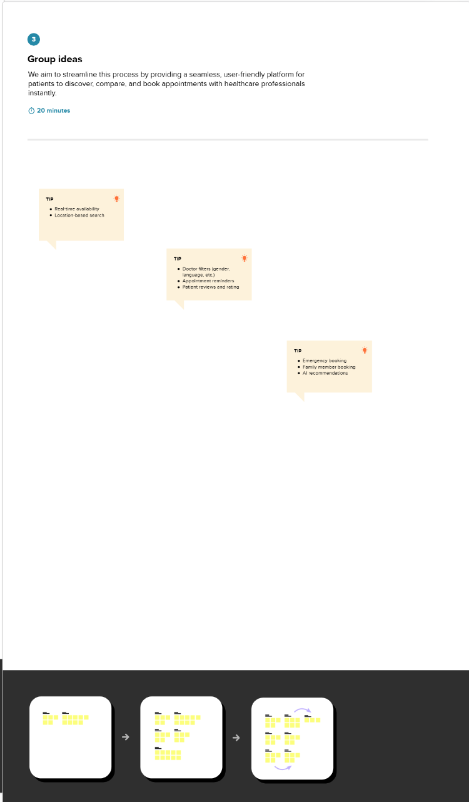 3
Group ideas
We aim to streamline this process by providing a seamless, user-friendly platform for
patients to discover, compare, and book appointments with healthcare professionals
instantly
20 minutes
TIP
● Real-time availability
● Location-based search
TIP
● Doctor filters (gender,
language, etc.)
● Appointment reminders
● Patient reviews and rating
TIP
● Emergency booking
● Family member booking
● AI recommendations